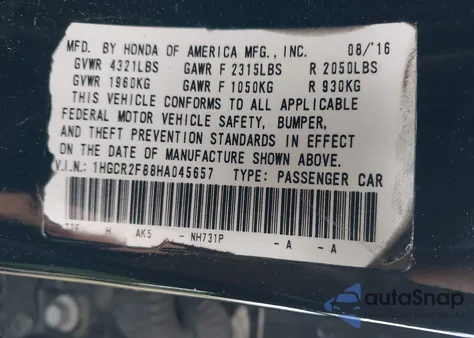 MFD. BY HONDA OF AMERICA MFG., INC. 08/'16
GVWR 4321LBS GAWR F 2315LBS R 2050LBS
GVWR 1960KG GAWR F 1050KG R 930KG
THIS VEHICLE CONFORMS TO ALL APPLICABLE
FEDERAL MOTOR VEHICLE SAFETY, BUMPER,
AND THEFT PREVENTION STANDARDS IN EFFECT
ON THE DATE OF MANUFACTURE SHOWN ABOVE.
V.I.N.: 1HGCR2F88HA045657 TYPE: PASSENGER CAR
H AK5 - NH731P - A - A
autoSnap